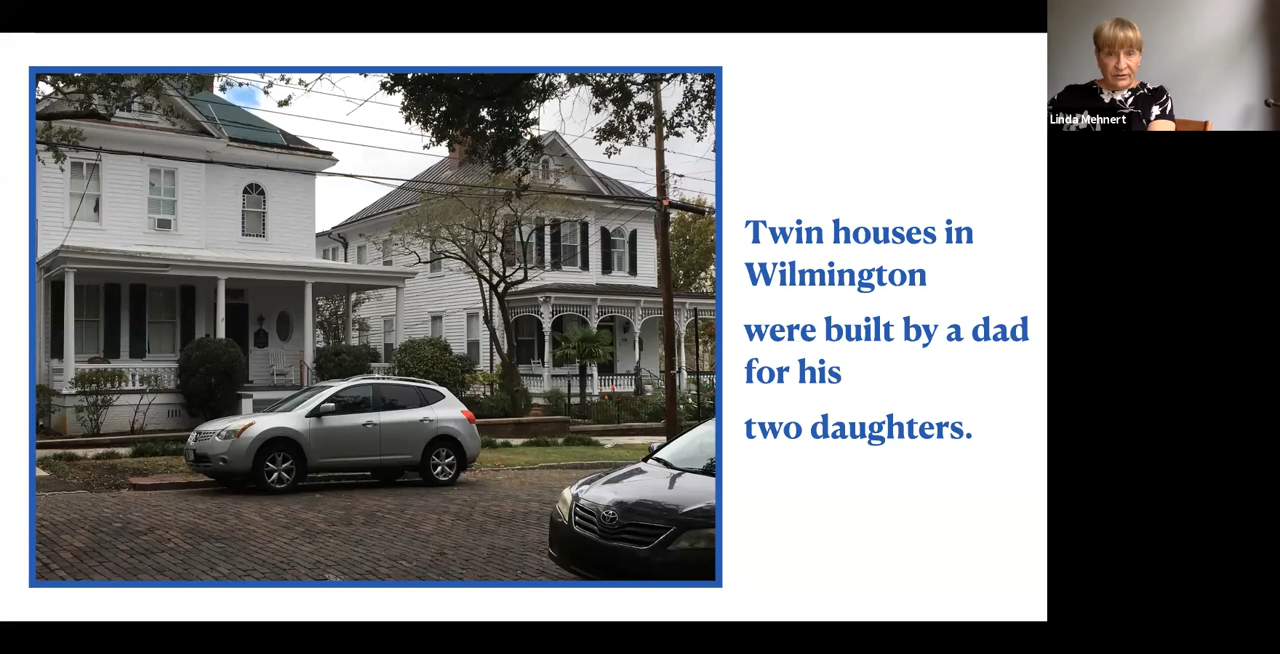 Linda Mehnert
Twin houses in
Wilmington
were built by a dad
for his
two daughters.